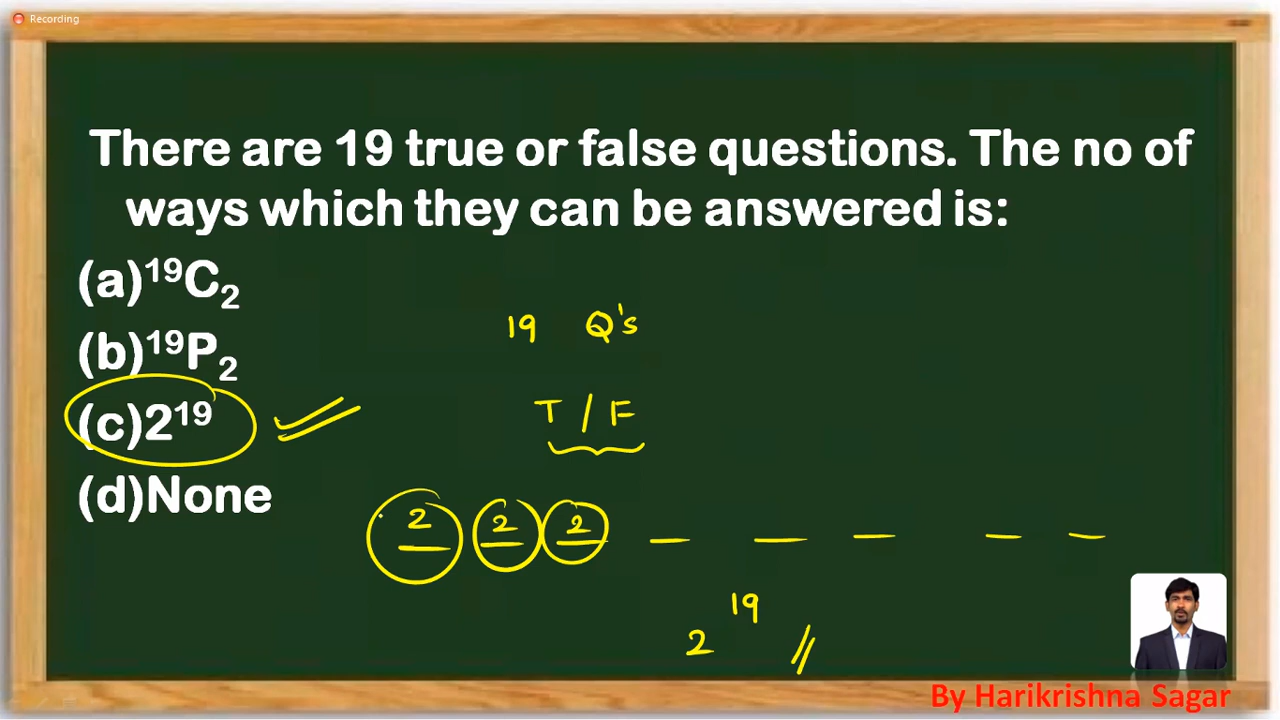 Recording
There are 19 true or false questions. The no of
ways which they can be answered is:
(a)¹⁹C₂
(b)¹⁹P₂
(c)2¹⁹
(d)None
19 Q's
T / F
2 2 2
2¹⁹
By Harikrishna Sagar